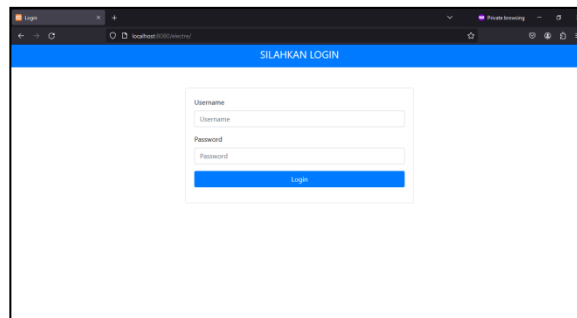 Login
Private browsing
localhost:8080/electre/
SILAHKAN LOGIN
Username
Username
Password
Password
Login